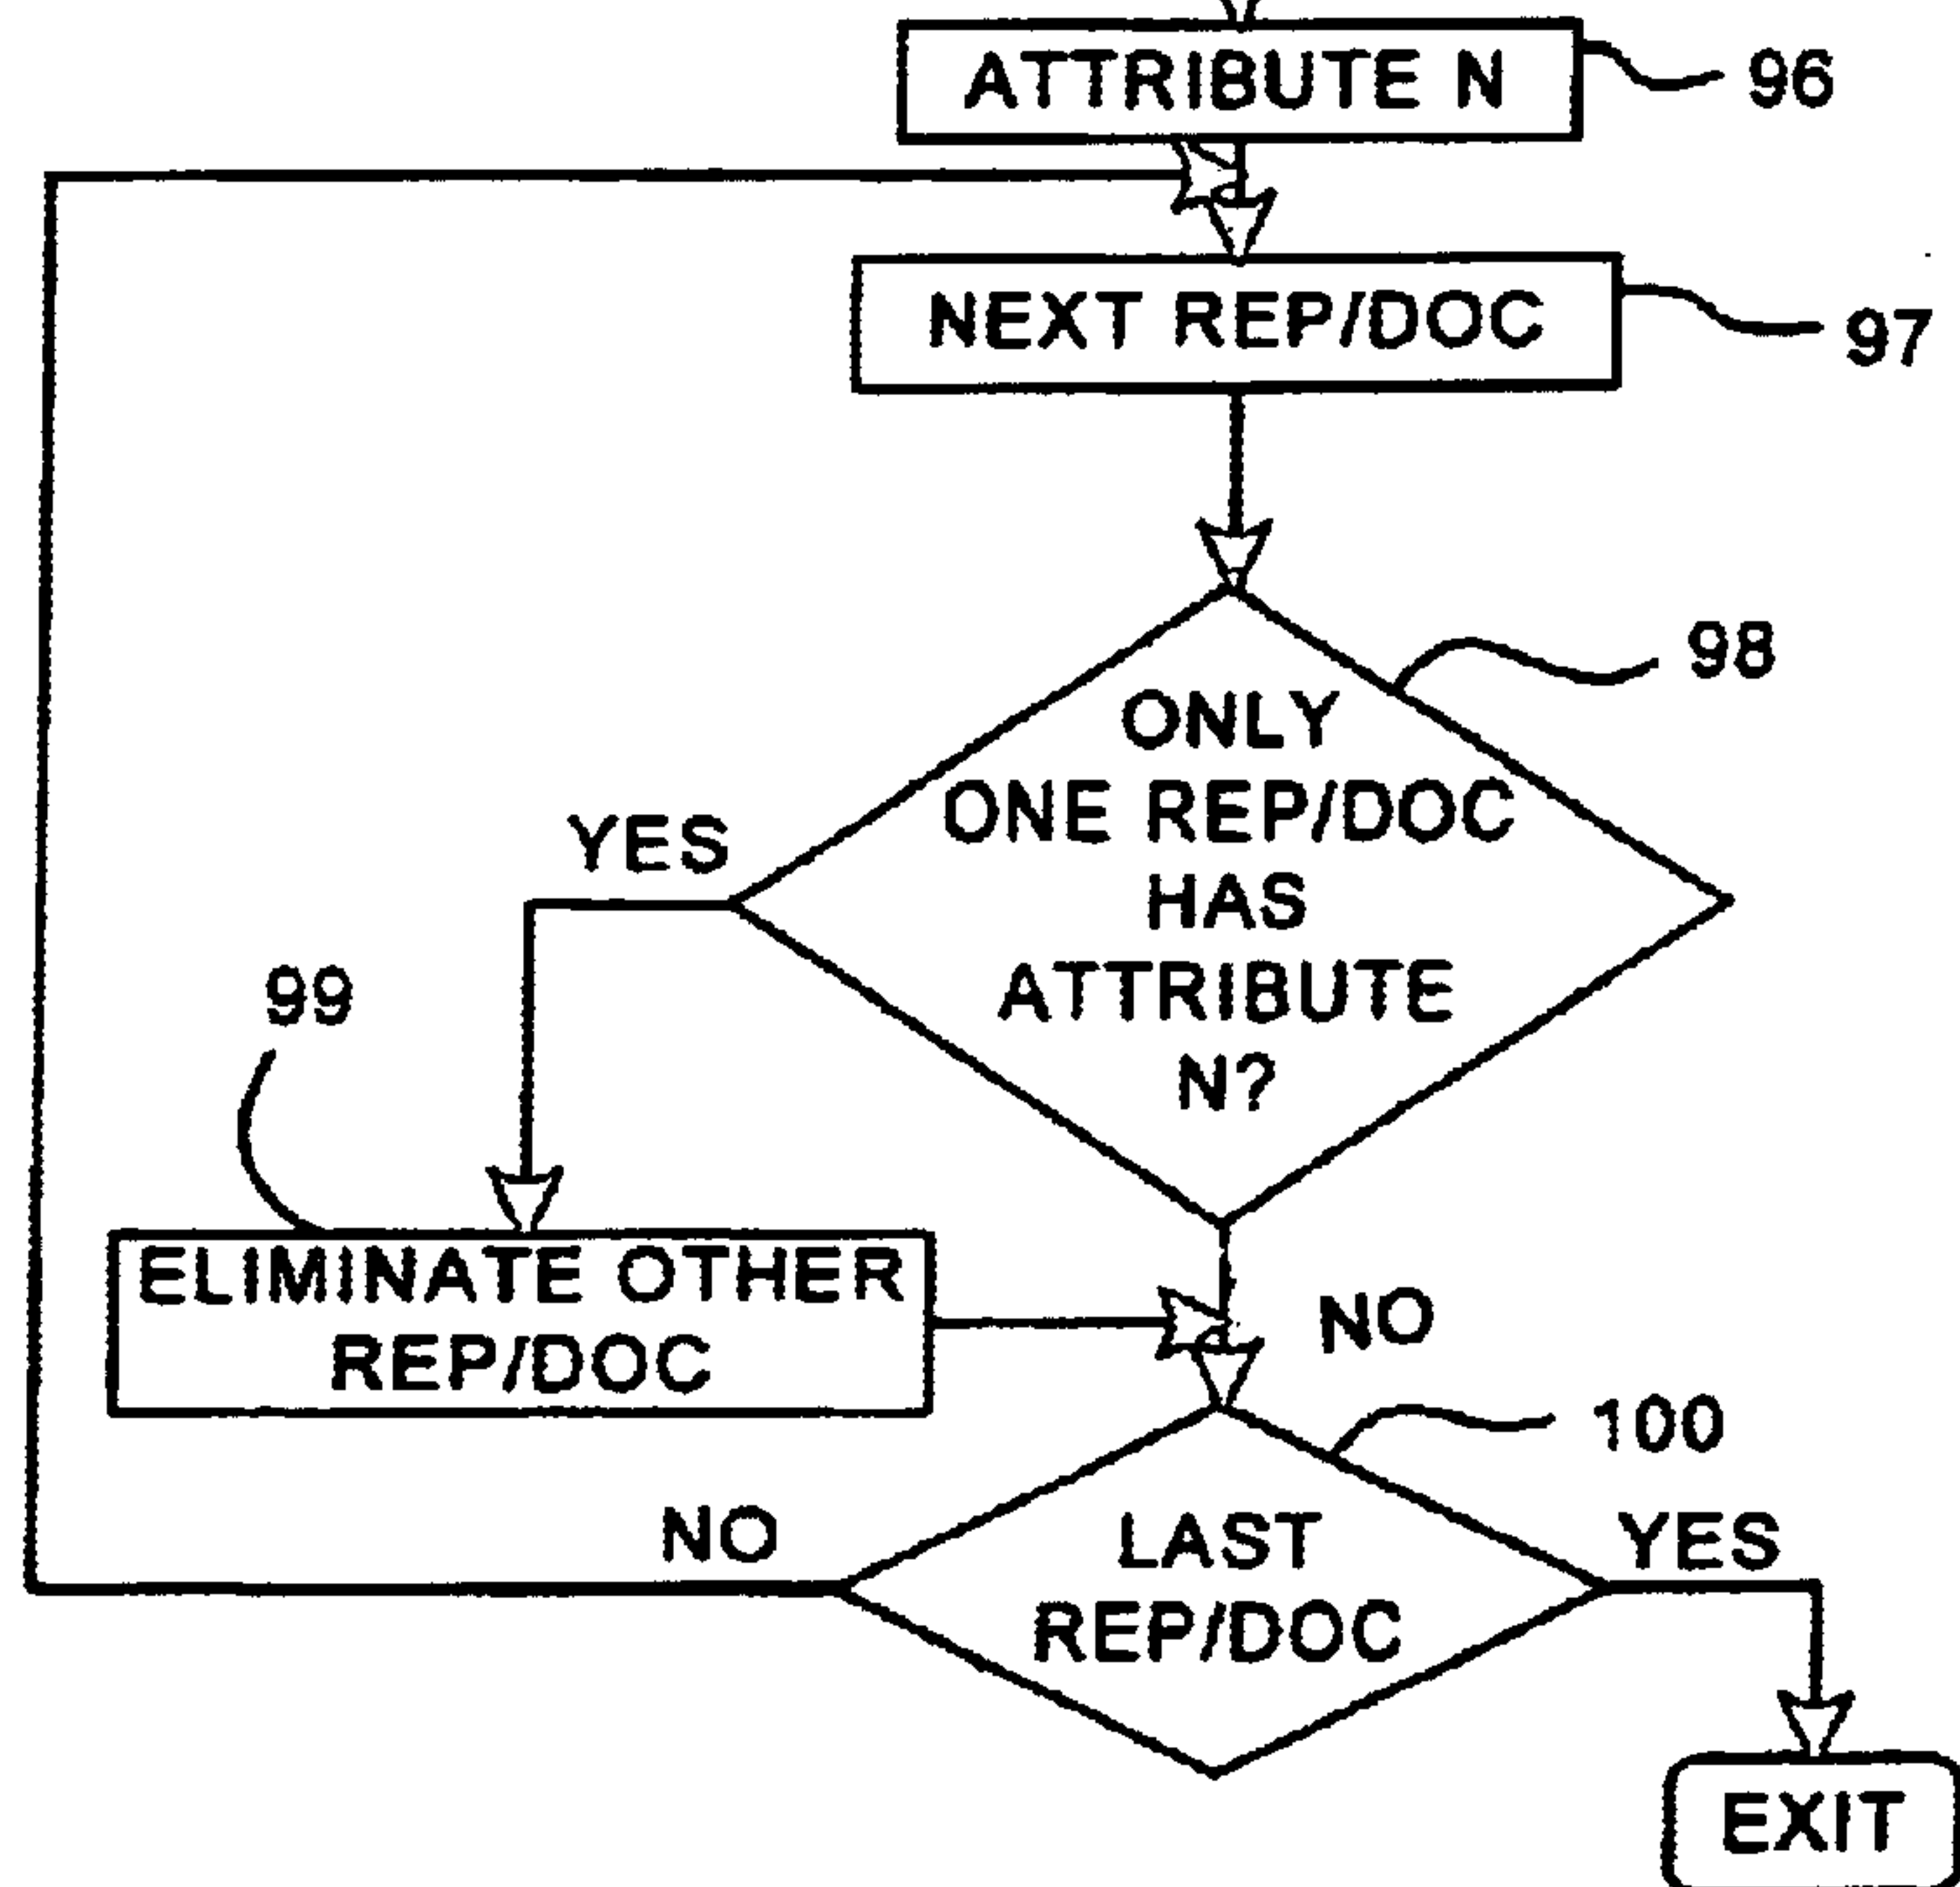 ATTRIBUTE N
96
NEXT REP/DOC
97
98
ONLY
ONE REP/DOC
HAS
ATTRIBUTE
N?
YES
99
ELIMINATE OTHER
REP/DOC
NO
100
NO
LAST
REP/DOC
YES
EXIT